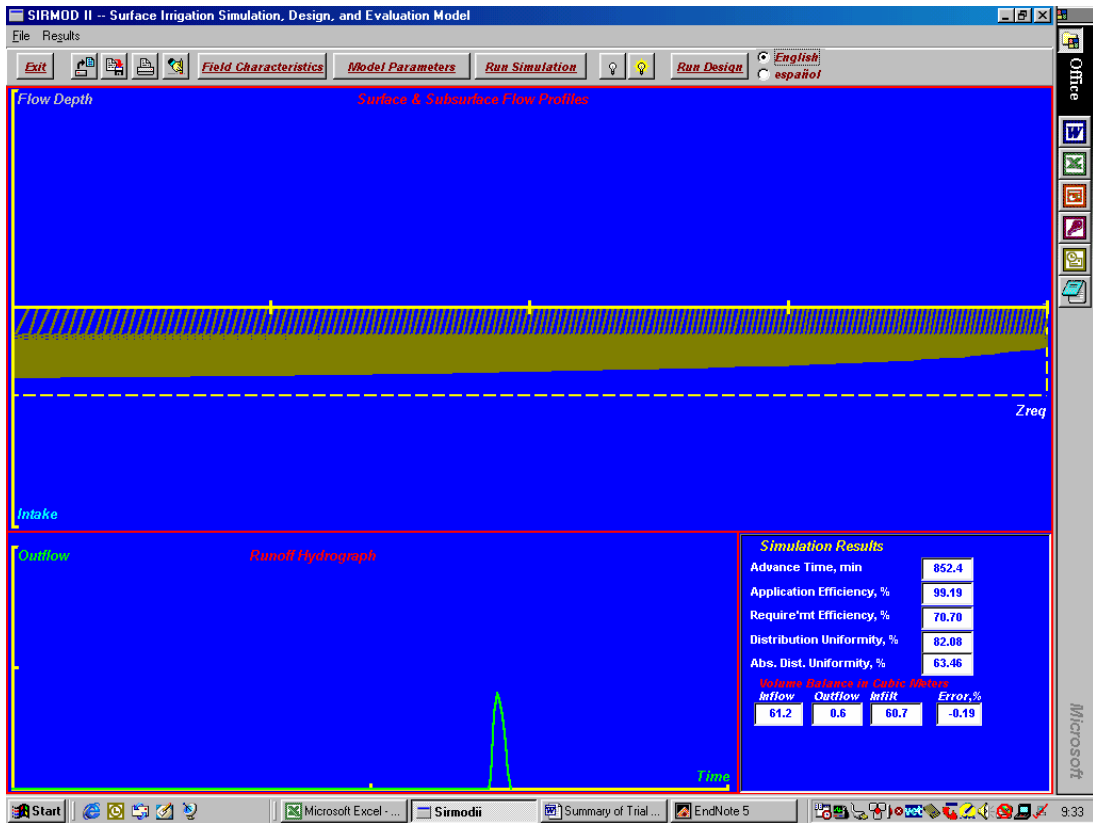 SIRMOD II -- Surface Irrigation Simulation, Design, and Evaluation Model
File Results
Exit Field Characteristics Model Parameters Run Simulation Run Design English
español
Office
Flow Depth Surface & Subsurface Flow Profiles
Zreq
Intake
Outflow Runoff Hydrograph
Time
Simulation Results
Advance Time, min 852.4
Application Efficiency, % 99.19
Require'mt Efficiency, % 70.70
Distribution Uniformity, % 82.08
Abs. Dist. Uniformity, % 63.46
Volume Balance in Cubic Meters
Inflow Outflow Infilt Error,%
61.2 0.6 60.7 -0.19
Microsoft
Start Microsoft Excel - ... Sirmodii Summary of Trial ... EndNote 5 9:33